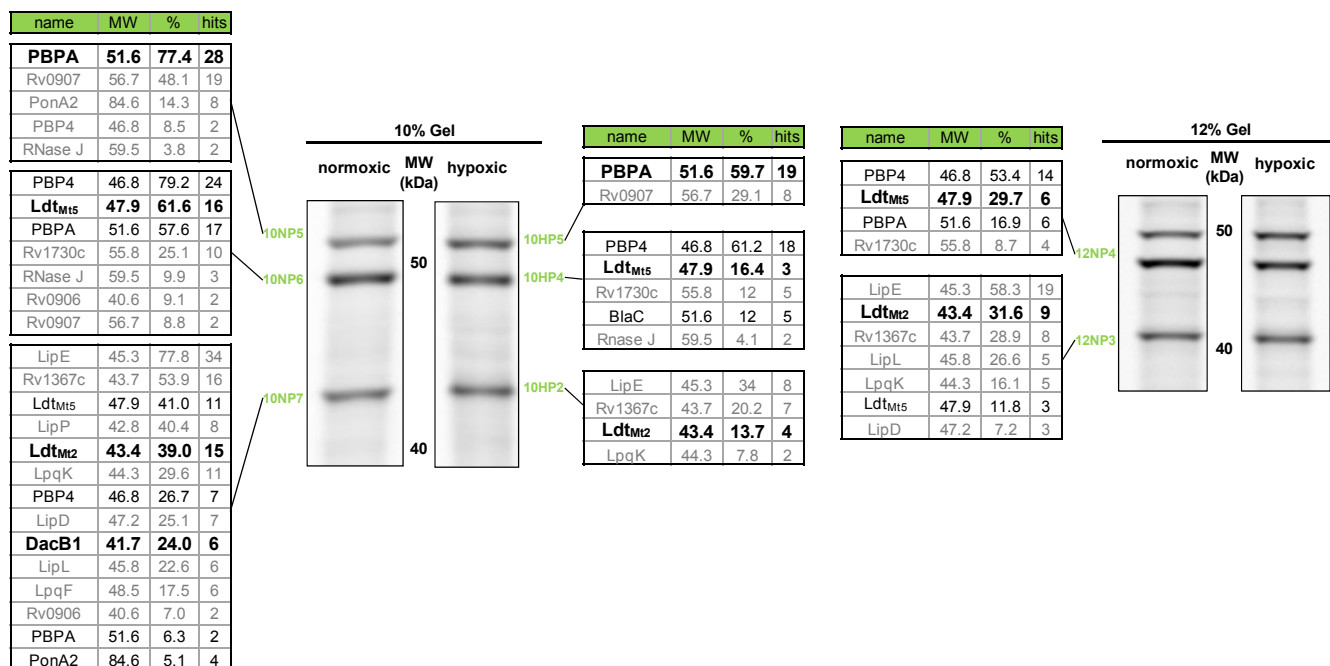 name MW % hits
PBPA 51.6 77.4 28
Rv0907 56.7 48.1 19
PonA2 84.6 14.3 8
PBP4 46.8 8.5 2
RNase J 59.5 3.8 2
PBP4 46.8 79.2 24
LdtMt5 47.9 61.6 16
PBPA 51.6 57.6 17
Rv1730c 55.8 25.1 10
RNase J 59.5 9.9 3
Rv0906 40.6 9.1 2
Rv0907 56.7 8.8 2
LipE 45.3 77.8 34
Rv1367c 43.7 53.9 16
LdtMt5 47.9 41.0 11
LipP 42.8 40.4 8
LdtMt2 43.4 39.0 15
LpqK 44.3 29.6 11
PBP4 46.8 26.7 7
LipD 47.2 25.1 7
DacB1 41.7 24.0 6
LipL 45.8 22.6 6
LpqF 48.5 17.5 6
Rv0906 40.6 7.0 2
PBPA 51.6 6.3 2
PonA2 84.6 5.1 4
10% Gel
normoxic MW (kDa) hypoxic
10NP5
10NP6
10NP7
50
40
10HP5
10HP4
10HP2
name MW % hits
PBPA 51.6 59.7 19
Rv0907 56.7 29.1 8
PBP4 46.8 61.2 18
LdtMt5 47.9 16.4 3
Rv1730c 55.8 12 5
BlaC 51.6 12 5
Rnase J 59.5 4.1 2
LipE 45.3 34 8
Rv1367c 43.7 20.2 7
LdtMt2 43.4 13.7 4
LpqK 44.3 7.8 2
name MW % hits
PBP4 46.8 53.4 14
LdtMt5 47.9 29.7 6
PBPA 51.6 16.9 6
Rv1730c 55.8 8.7 4
LipE 45.3 58.3 19
LdtMt2 43.4 31.6 9
Rv1367c 43.7 28.9 8
LipL 45.8 26.6 5
LpqK 44.3 16.1 5
LdtMt5 47.9 11.8 3
LipD 47.2 7.2 3
12% Gel
normoxic MW (kDa) hypoxic
12NP4
12NP3
50
40